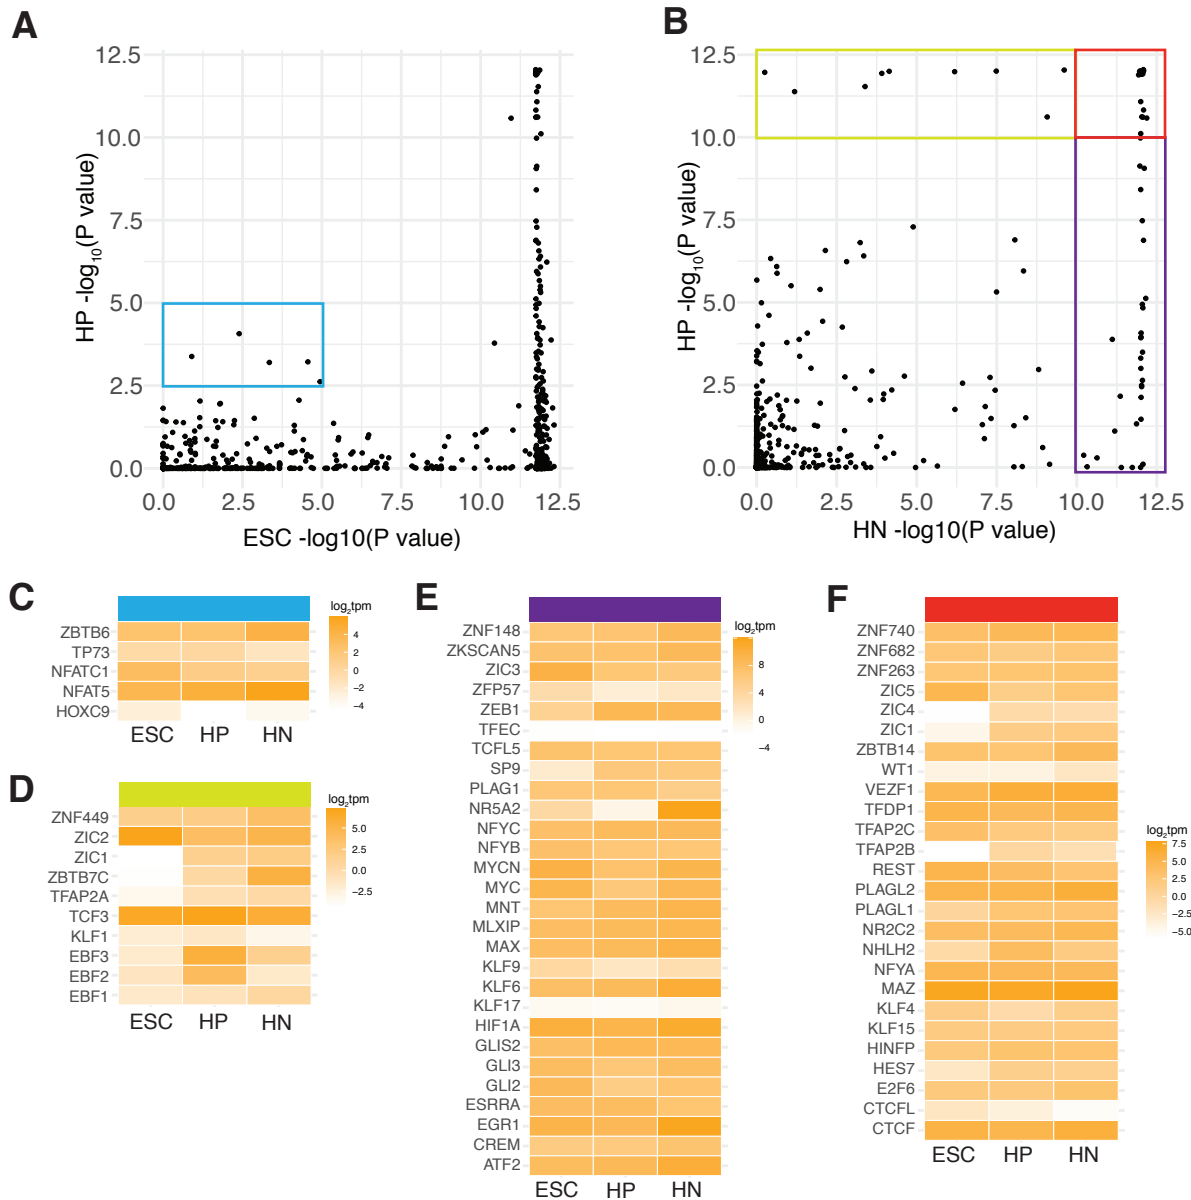 A
B
12.5
10.0
7.5
5.0
2.5
0.0
HP -log10(P value)
0.0 2.5 5.0 7.5 10.0 12.5
ESC -log10(P value)
12.5
10.0
7.5
5.0
2.5
0.0
HP -log10(P value)
0.0 2.5 5.0 7.5 10.0 12.5
HN -log10(P value)
C
ZBTB6
TP73
NFATC1
NFAT5
HOXC9
ESC HP HN
log2tpm
4
2
0
−2
−4
D
ZNF449
ZIC2
ZIC1
ZBTB7C
TFAP2A
TCF3
KLF1
EBF3
EBF2
EBF1
ESC HP HN
log2tpm
5.0
2.5
0.0
−2.5
E
ZNF148
ZKSCAN5
ZIC3
ZFP57
ZEB1
TFEC
TCFL5
SP9
PLAG1
NR5A2
NFYC
NFYB
MYCN
MYC
MNT
MLXIP
MAX
KLF9
KLF6
KLF17
HIF1A
GLIS2
GLI3
GLI2
ESRRA
EGR1
CREM
ATF2
ESC HP HN
log2tpm
8
4
0
−4
F
ZNF740
ZNF682
ZNF263
ZIC5
ZIC4
ZIC1
ZBTB14
WT1
VEZF1
TFDP1
TFAP2C
TFAP2B
REST
PLAGL2
PLAGL1
NR2C2
NHLH2
NFYA
MAZ
KLF4
KLF15
HINFP
HES7
E2F6
CTCFL
CTCF
ESC HP HN
log2tpm
7.5
5.0
2.5
0.0
−2.5
−5.0